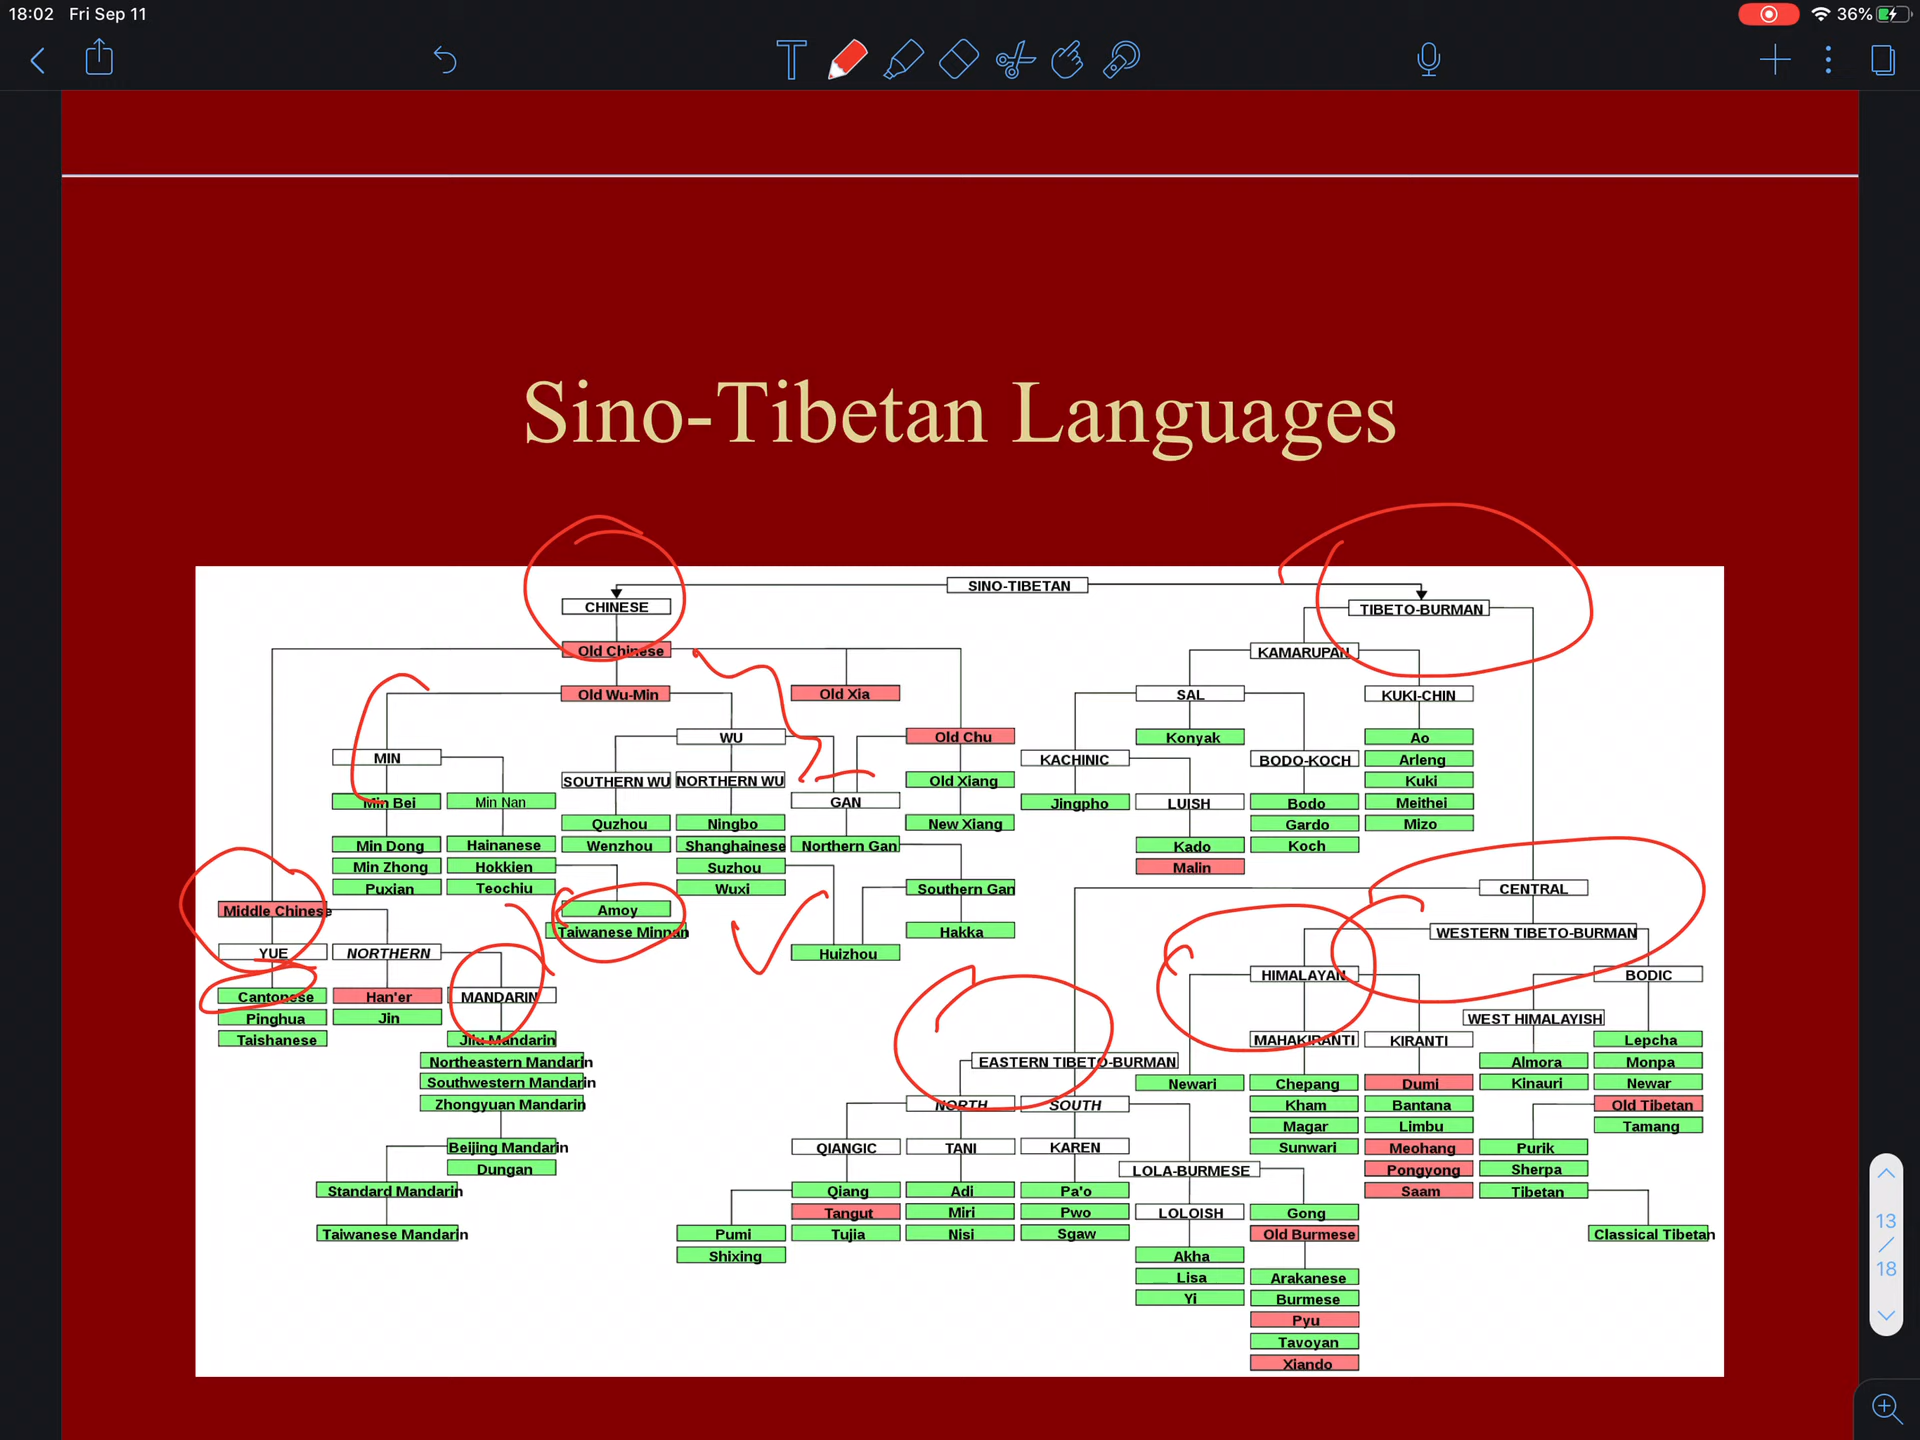 18:02 Fri Sep 11
36%
Sino-Tibetan Languages
SINO-TIBETAN
CHINESE
TIBETO-BURMAN
Old Chinese
KAMARUPAN
Old Wu-Min
Old Xia
SAL
KUKI-CHIN
WU
Old Chu
Konyak
Ao
MIN
KACHINIC
BODO-KOCH
Arleng
SOUTHERN WU
NORTHERN WU
Old Xiang
Kuki
Min Bei
Min Nan
GAN
Jingpho
LUISH
Bodo
Meithei
Quzhou
Ningbo
New Xiang
Gardo
Mizo
Min Dong
Hainanese
Wenzhou
Shanghainese
Northern Gan
Kado
Koch
Min Zhong
Hokkien
Suzhou
Malin
Puxian
Teochiu
Wuxi
Southern Gan
CENTRAL
Middle Chinese
Amoy
Taiwanese Minnan
Hakka
WESTERN TIBETO-BURMAN
YUE
NORTHERN
Huizhou
HIMALAYAN
BODIC
Cantonese
Han'er
MANDARIN
Pinghua
Jin
WEST HIMALAYISH
Taishanese
Jilu Mandarin
MAHAKIRANTI
KIRANTI
Lepcha
Northeastern Mandarin
EASTERN TIBETO-BURMAN
Almora
Monpa
Southwestern Mandarin
Newari
Chepang
Dumi
Kinauri
Newar
Zhongyuan Mandarin
NORTH
SOUTH
Kham
Bantana
Old Tibetan
Magar
Limbu
Tamang
Beijing Mandarin
QIANGIC
TANI
KAREN
Sunwari
Meohang
Purik
Dungan
LOLA-BURMESE
Pongyong
Sherpa
Standard Mandarin
Qiang
Adi
Pa'o
Saam
Tibetan
Tangut
Miri
Pwo
LOLOISH
Gong
Taiwanese Mandarin
Pumi
Tujia
Nisi
Sgaw
Old Burmese
Classical Tibetan
Shixing
Akha
Lisa
Arakanese
Yi
Burmese
Pyu
Tavoyan
Xiando
13
/
18